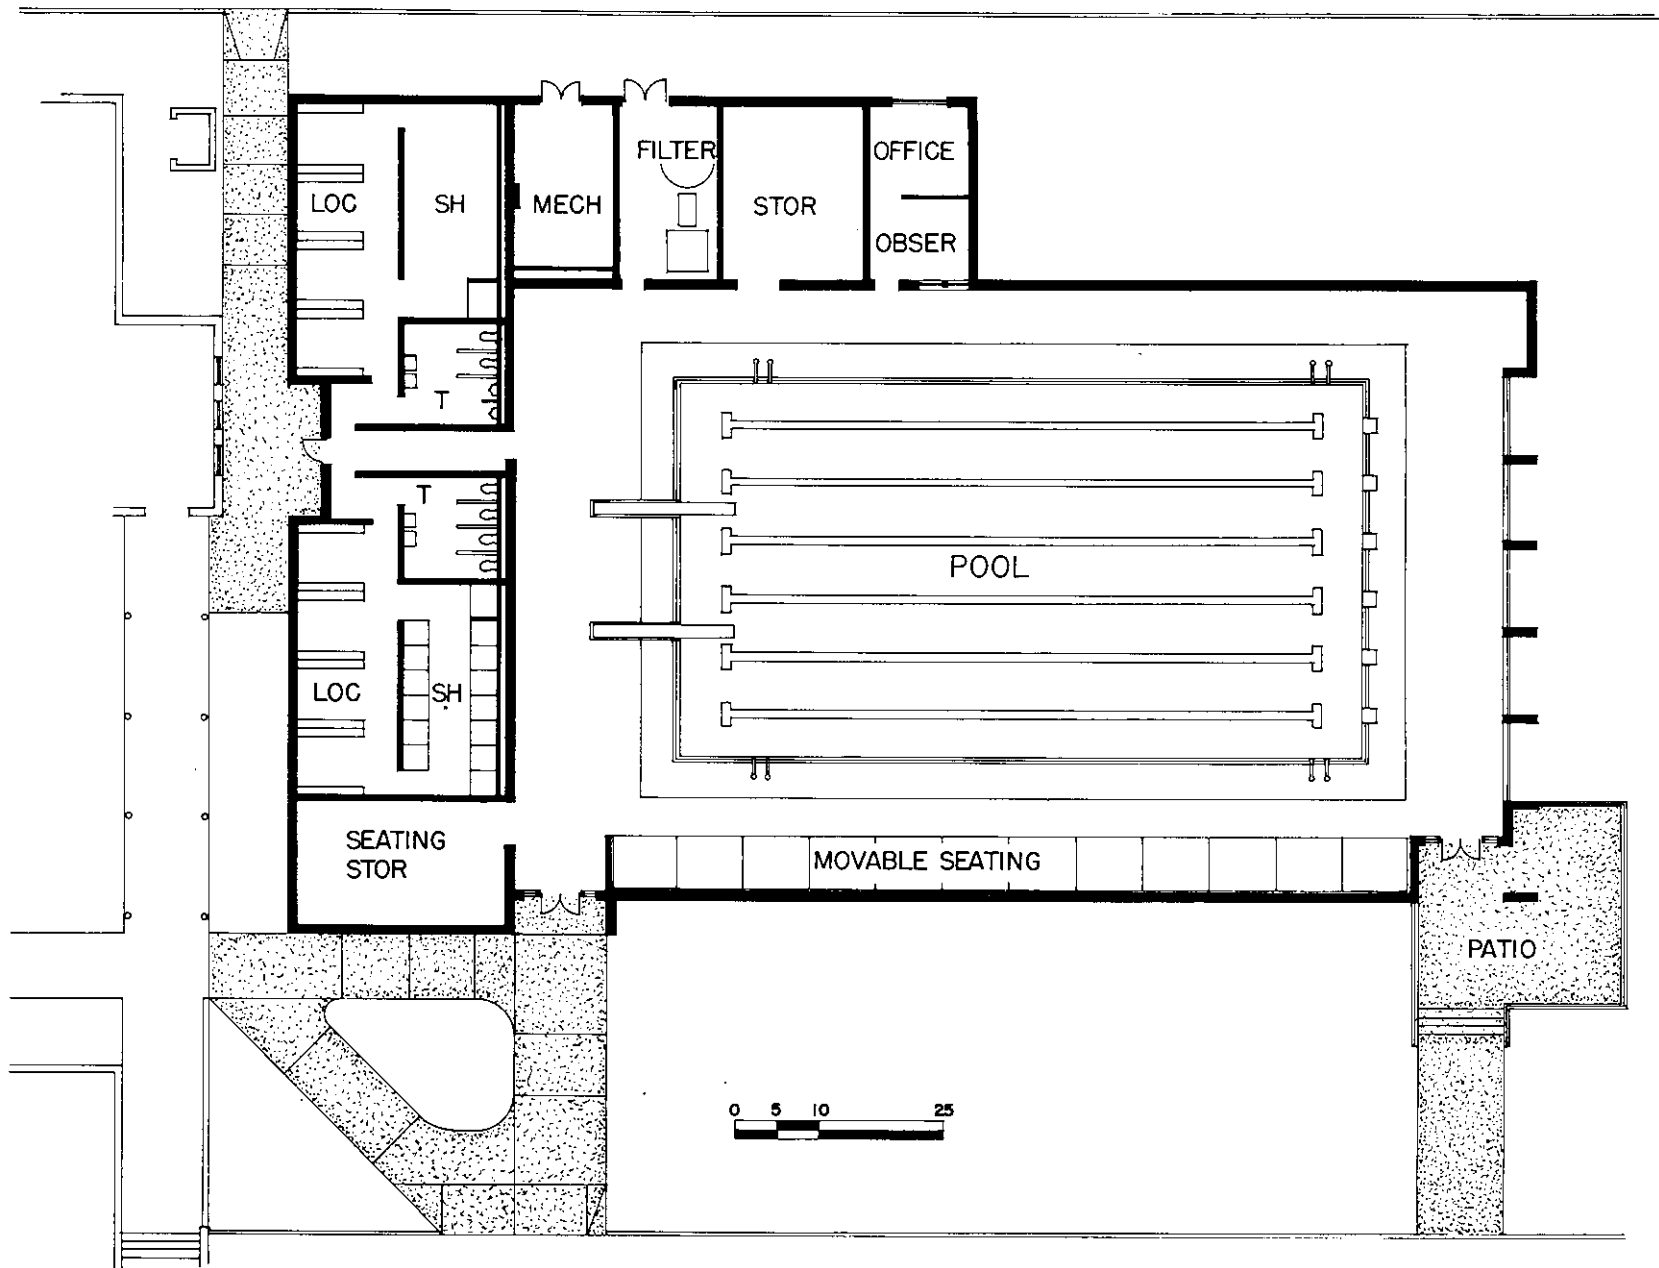 FILTER
OFFICE
LOC
SH
MECH
STOR
OBSER
T
T
POOL
LOC
SH
SEATING
STOR
MOVABLE SEATING
PATIO
0 5 10 25